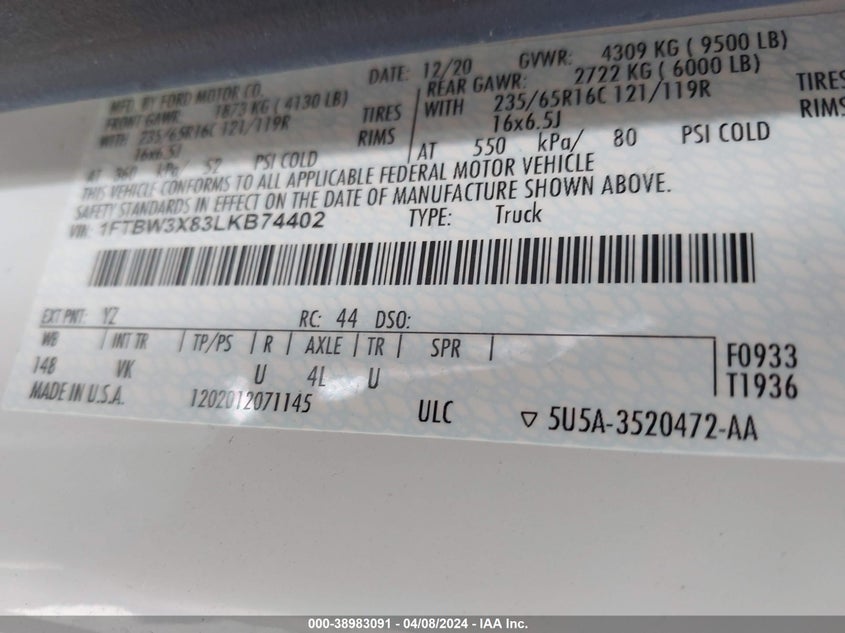 MFD. BY FORD MOTOR CO.
DATE: 12/20 GVWR: 4309 KG ( 9500 LB)
FRONT GAWR: 1873 KG ( 4130 LB) REAR GAWR: 2722 KG ( 6000 LB)
WITH 235/65R16C 121/119R TIRES WITH 235/65R16C 121/119R TIRES
16x6.5J RIMS 16x6.5J RIMS
AT 360 kPa/ 52 PSI COLD AT 550 kPa/ 80 PSI COLD
THIS VEHICLE CONFORMS TO ALL APPLICABLE FEDERAL MOTOR VEHICLE
SAFETY STANDARDS IN EFFECT ON THE DATE OF MANUFACTURE SHOWN ABOVE.
VIN: 1FTBW3X83LKB74402 TYPE: Truck
EXT PNT: YZ RC: 44 DSO:
WB INT TR TP/PS R AXLE TR SPR
148 VK U 4L U
F0933
T1936
MADE IN U.S.A. 1202012071145 ULC ▽ 5U5A-3520472-AA
000-38983091 - 04/08/2024 - IAA Inc.